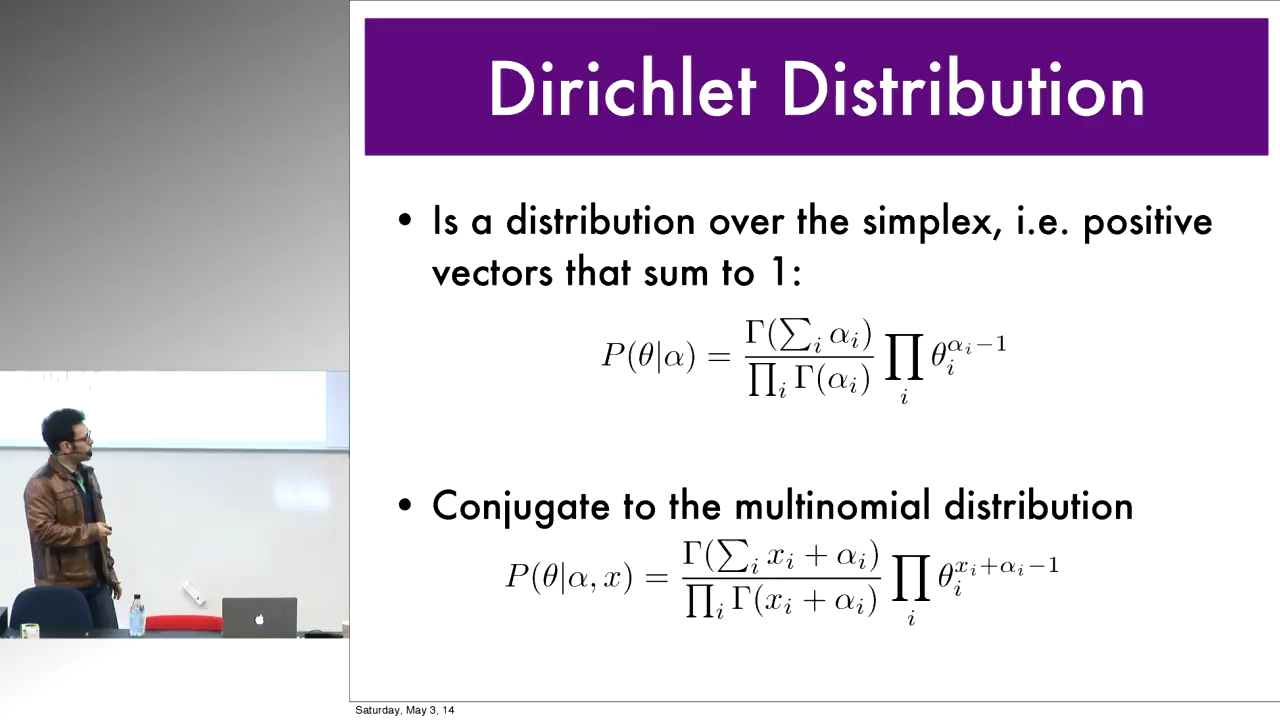 Dirichlet Distribution
• Is a distribution over the simplex, i.e. positive
vectors that sum to 1:
P(θ|α) = Γ(∑_i α_i) / ∏_i Γ(α_i) ∏_i θ_i^{α_i−1}
• Conjugate to the multinomial distribution
P(θ|α, x) = Γ(∑_i x_i + α_i) / ∏_i Γ(x_i + α_i) ∏_i θ_i^{x_i+α_i−1}
Saturday, May 3, 14